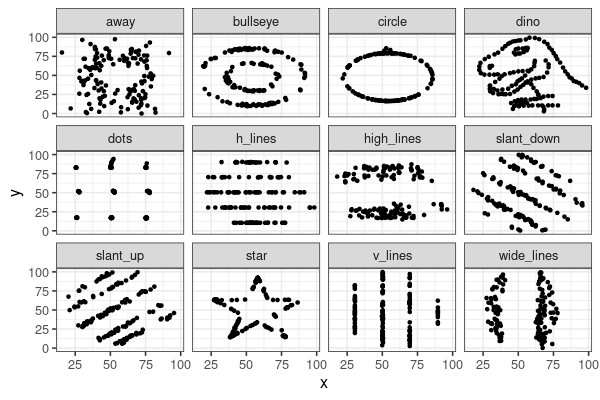 away bullseye circle dino
100
75
50
25
0
dots h_lines high_lines slant_down
100
75
50
25
0
y
slant_up star v_lines wide_lines
100
75
50
25
0
25 50 75 100 25 50 75 100 25 50 75 100 25 50 75 100
x